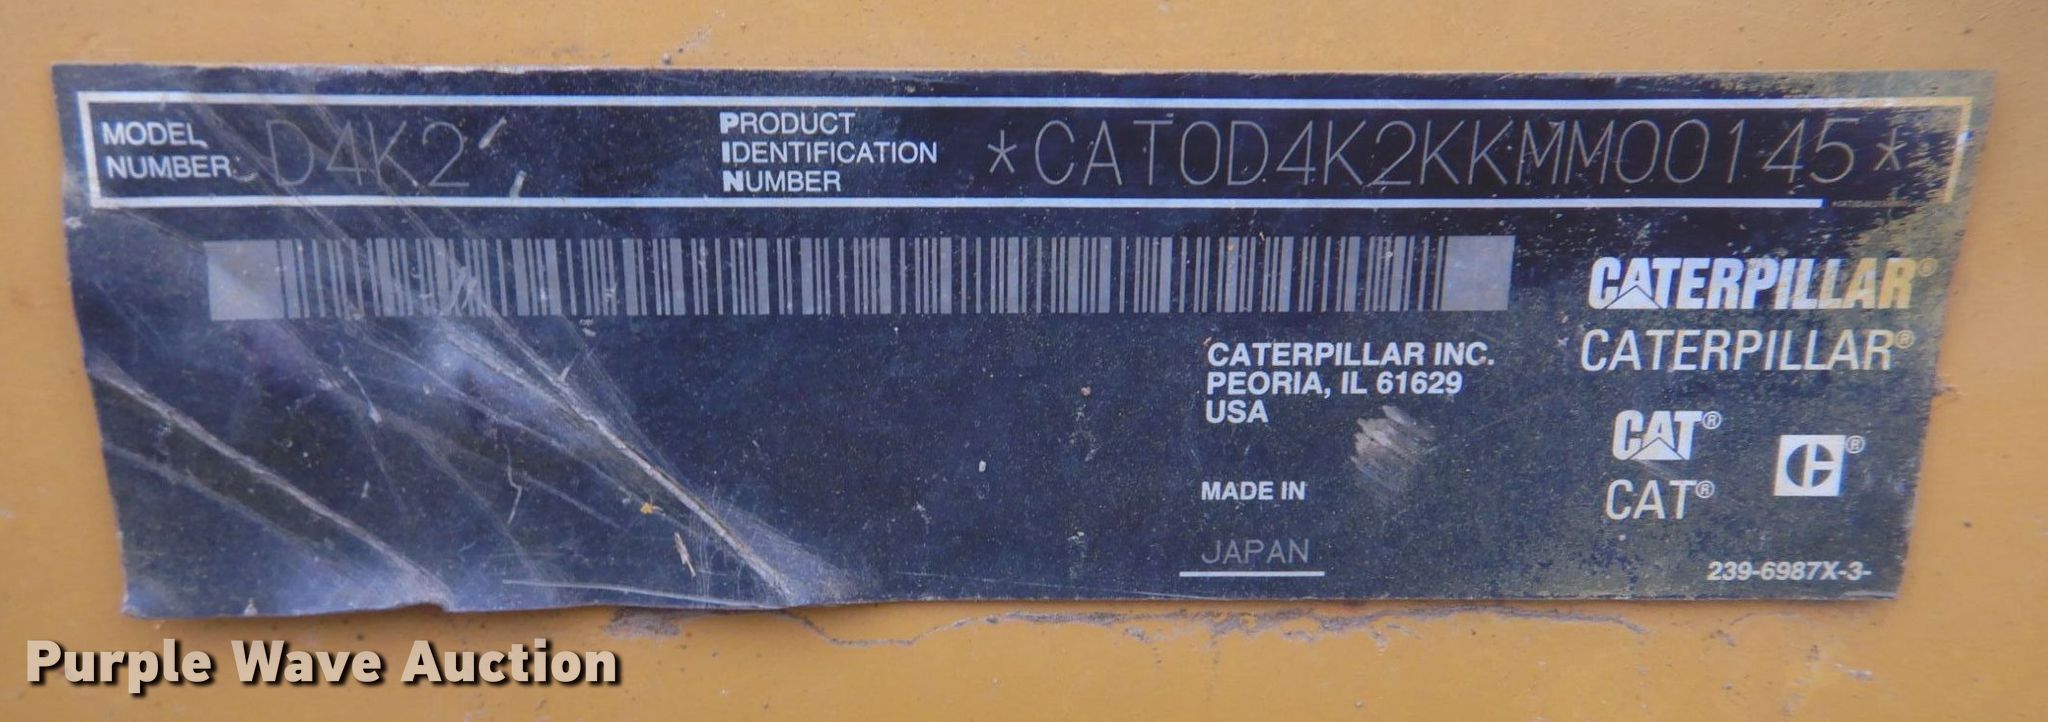 MODEL
NUMBER
D4K2
PRODUCT
IDENTIFICATION
NUMBER
*CAT0D4K2KKMM00145*
CATERPILLAR®
CATERPILLAR®
CATERPILLAR INC.
PEORIA, IL 61629
USA
CAT®
CAT®
C®
MADE IN
JAPAN
239-6987X-3-
Purple Wave Auction